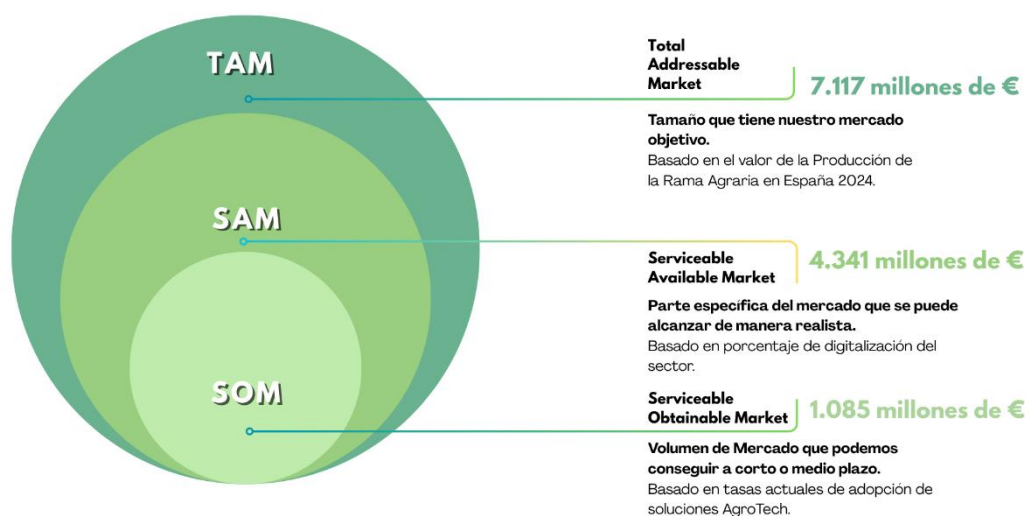 TAM
SAM
SOM
Total
Addressable
Market
7.117 millones de €
Tamaño que tiene nuestro mercado
objetivo.
Basado en el valor de la Producción de
la Rama Agraria en España 2024.
Serviceable
Available Market
4.341 millones de €
Parte específica del mercado que se puede
alcanzar de manera realista.
Basado en porcentaje de digitalización del
sector.
Serviceable
Obtainable Market
1.085 millones de €
Volumen de Mercado que podemos
conseguir a corto o medio plazo.
Basado en tasas actuales de adopción de
soluciones AgroTech.